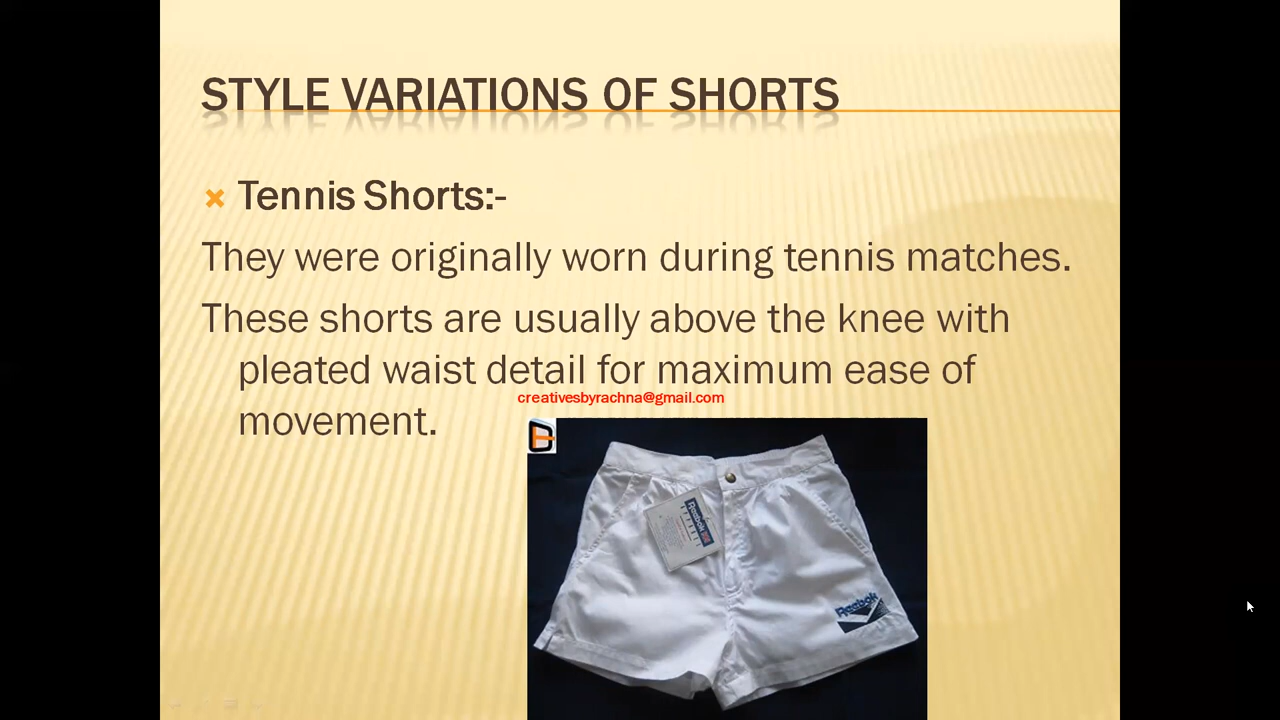 STYLE VARIATIONS OF SHORTS
Tennis Shorts:-
They were originally worn during tennis matches.
These shorts are usually above the knee with
pleated waist detail for maximum ease of
creativesbyrachna@gmail.com
movement.
Reebok
Reebok